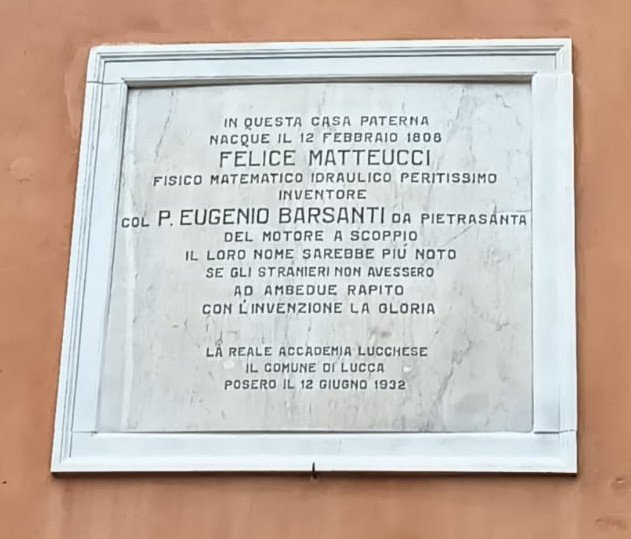 IN QUESTA CASA PATERNA
NACQUE IL 12 FEBBRAIO 1808
FELICE MATTEUCCI
FISICO MATEMATICO IDRAULICO PERITISSIMO
INVENTORE
COL P. EUGENIO BARSANTI DA PIETRASANTA
DEL MOTORE A SCOPPIO
IL LORO NOME SAREBBE PIÚ NOTO
SE GLI STRANIERI NON AVESSERO
AD AMBEDUE RAPITO
CON L'INVENZIONE LA GLORIA
LA REALE ACCADEMIA LUCCHESE
IL COMUNE DI LUCCA
POSERO IL 12 GIUGNO 1932